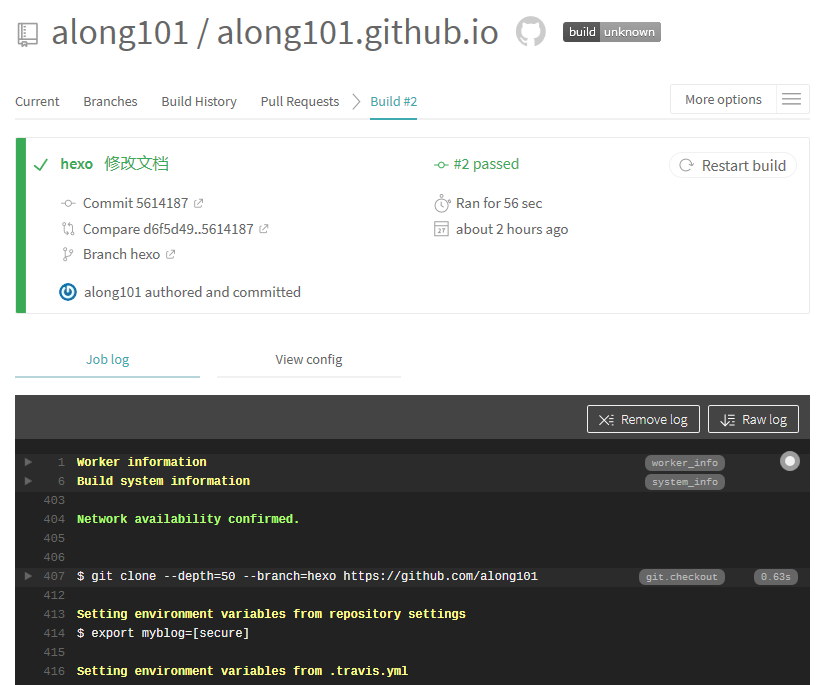 along101 / along101.github.io build unknown
Current Branches Build History Pull Requests Build #2 More options
hexo 修改文档 #2 passed Restart build
Commit 5614187 Ran for 56 sec
Compare d6f5d49..5614187 27 about 2 hours ago
Branch hexo
along101 authored and committed
Job log View config
Remove log Raw log
1 Worker information worker_info
6 Build system information system_info
403
404 Network availability confirmed.
405
406
407 $ git clone --depth=50 --branch=hexo https://github.com/along101 git.checkout 0.63s
412
413 Setting environment variables from repository settings
414 $ export myblog=[secure]
415
416 Setting environment variables from .travis.yml